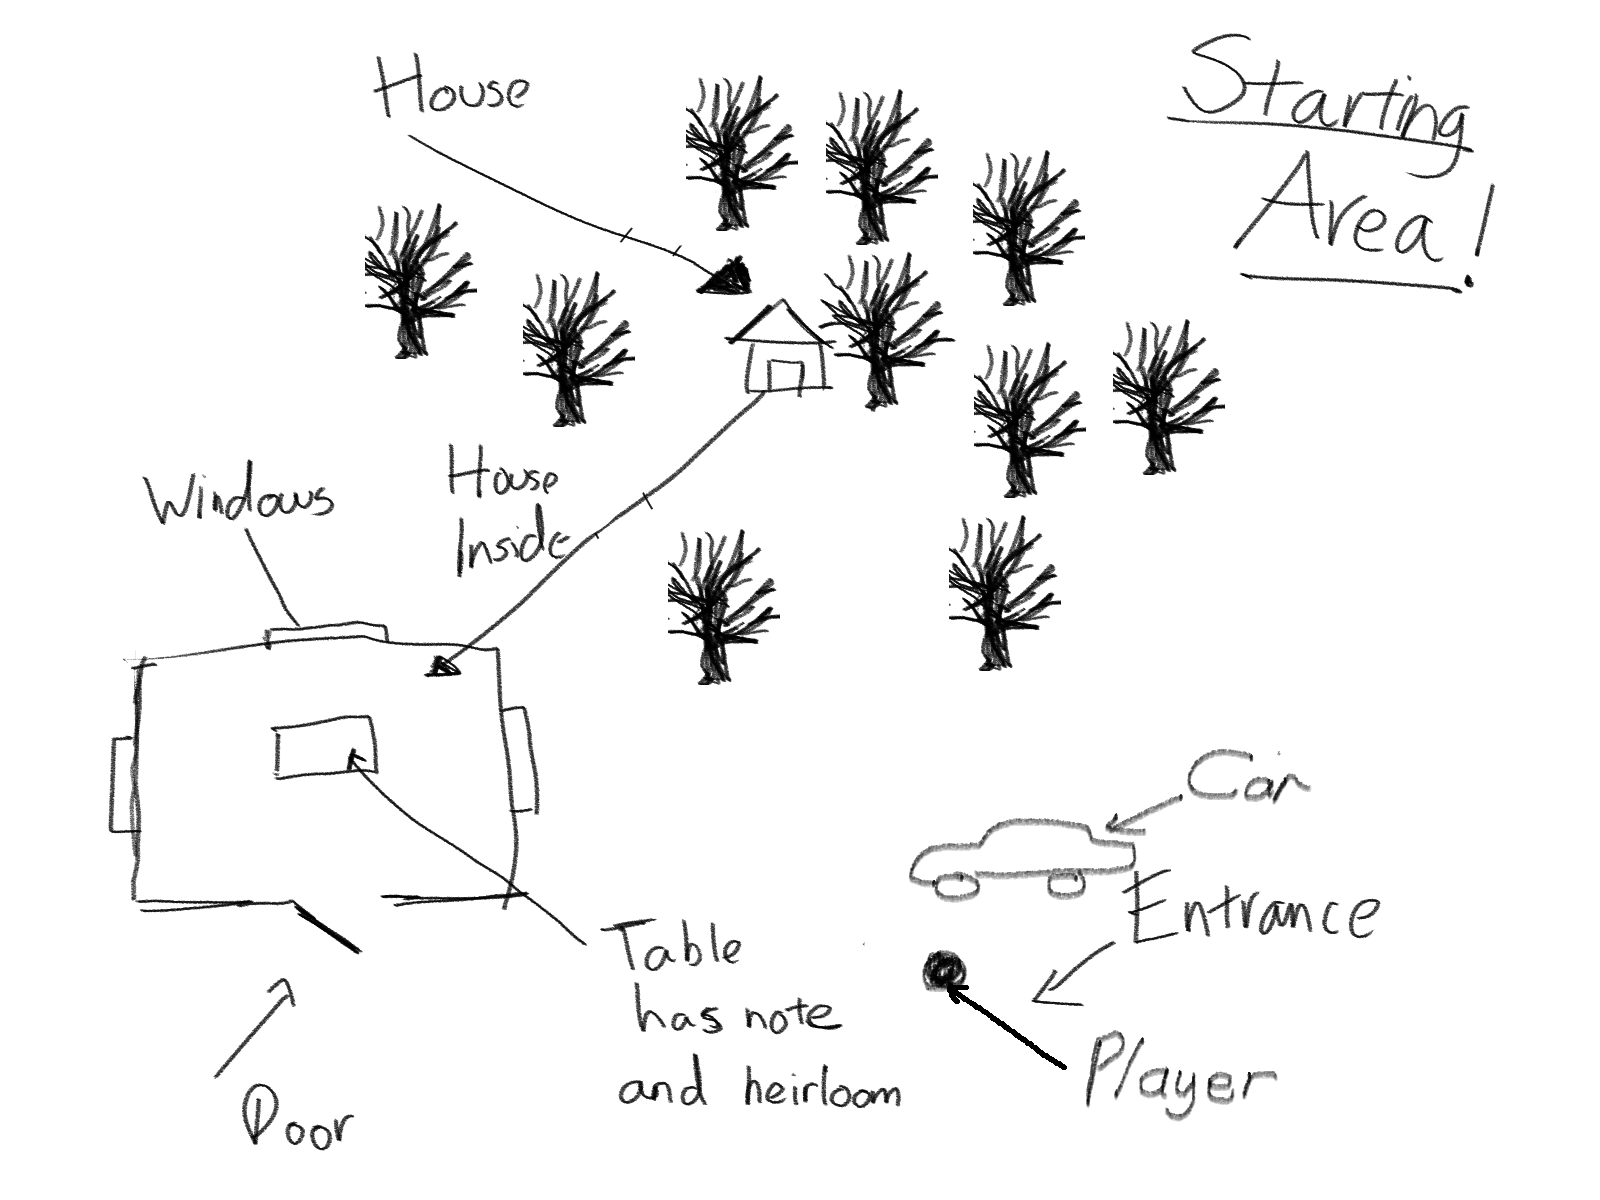 House
Starting
Area!
Windows
House
Inside
Car
Entrance
Table
has note
and heirloom
Player
Door